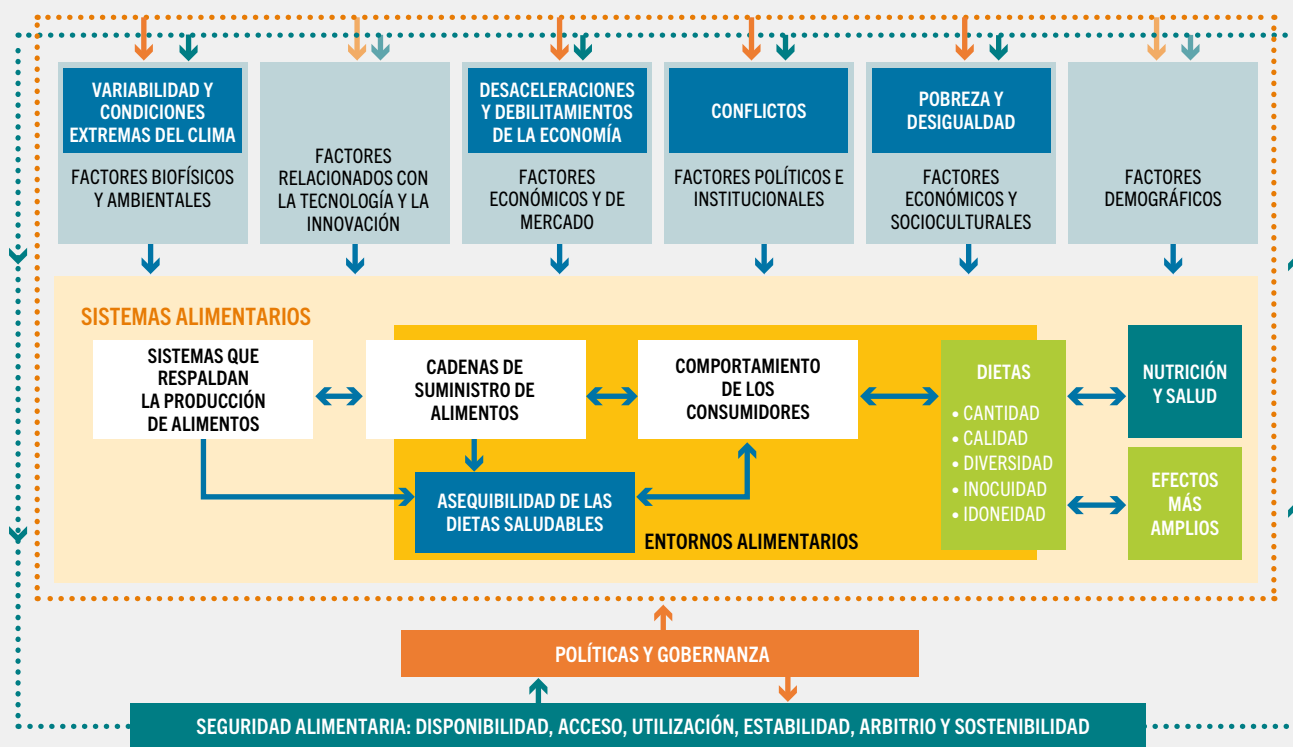 VARIABILIDAD Y
CONDICIONES
EXTREMAS DEL CLIMA
FACTORES BIOFÍSICOS
Y AMBIENTALES
FACTORES
RELACIONADOS CON
LA TECNOLOGÍA Y LA
INNOVACIÓN
DESACELERACIONES
Y DEBILITAMIENTOS
DE LA ECONOMÍA
FACTORES
ECONÓMICOS Y DE
MERCADO
CONFLICTOS
FACTORES POLÍTICOS E
INSTITUCIONALES
POBREZA Y
DESIGUALDAD
FACTORES
ECONÓMICOS Y
SOCIOCULTURALES
FACTORES
DEMOGRÁFICOS
SISTEMAS ALIMENTARIOS
SISTEMAS QUE
RESPALDAN
LA PRODUCCIÓN
DE ALIMENTOS
CADENAS DE
SUMINISTRO DE
ALIMENTOS
COMPORTAMIENTO
DE LOS
CONSUMIDORES
DIETAS
• CANTIDAD
• CALIDAD
• DIVERSIDAD
• INOCUIDAD
• IDONEIDAD
NUTRICIÓN
Y SALUD
EFECTOS
MÁS
AMPLIOS
ASEQUIBILIDAD DE LAS
DIETAS SALUDABLES
ENTORNOS ALIMENTARIOS
POLÍTICAS Y GOBERNANZA
SEGURIDAD ALIMENTARIA: DISPONIBILIDAD, ACCESO, UTILIZACIÓN, ESTABILIDAD, ARBITRIO Y SOSTENIBILIDAD